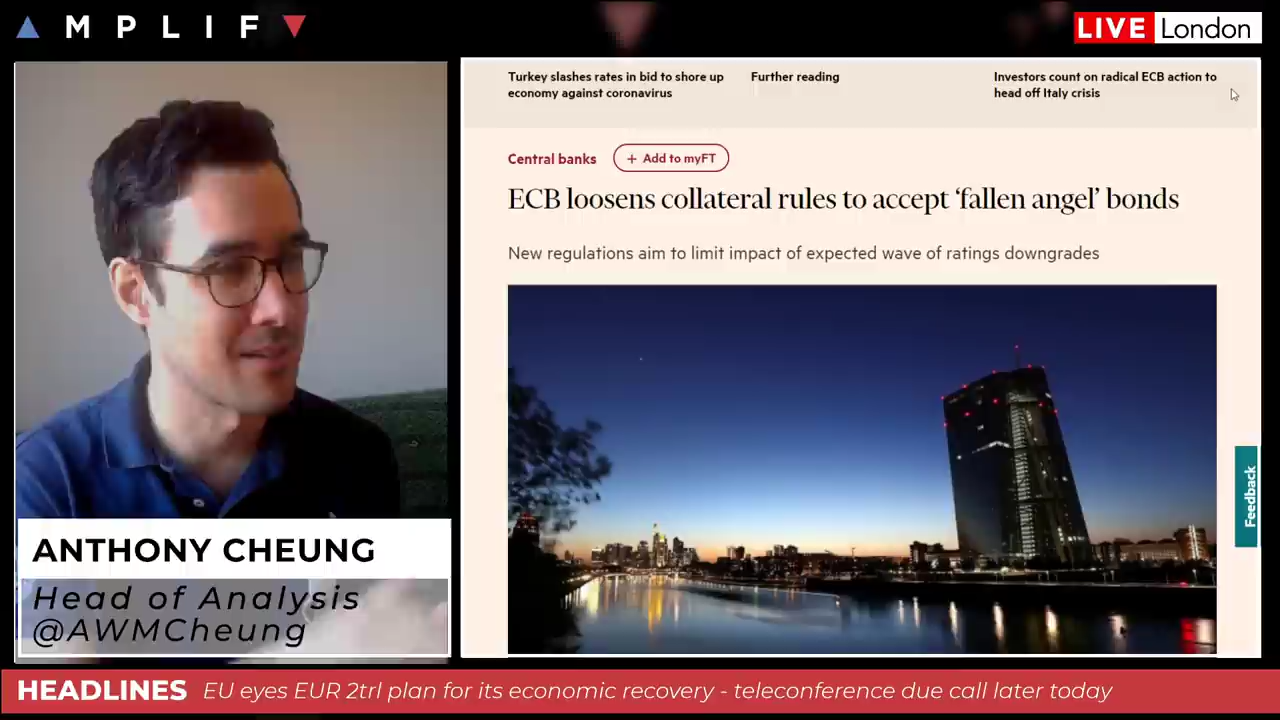 MPLIF
LIVE London
Turkey slashes rates in bid to shore up
economy against coronavirus
Further reading
Investors count on radical ECB action to
head off Italy crisis
Central banks
+ Add to myFT
ECB loosens collateral rules to accept ‘fallen angel’ bonds
New regulations aim to limit impact of expected wave of ratings downgrades
Feedback
ANTHONY CHEUNG
Head of Analysis
@AWMCheung
HEADLINES EU eyes EUR 2trl plan for its economic recovery - teleconference due call later today